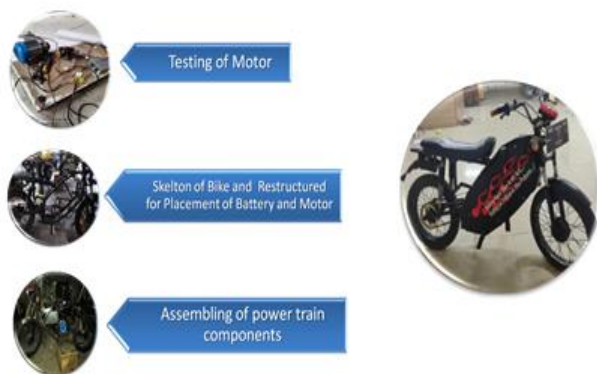 Testing of Motor
Skelton of Bike and Restructured
for Placement of Battery and Motor
Assembling of power train
components